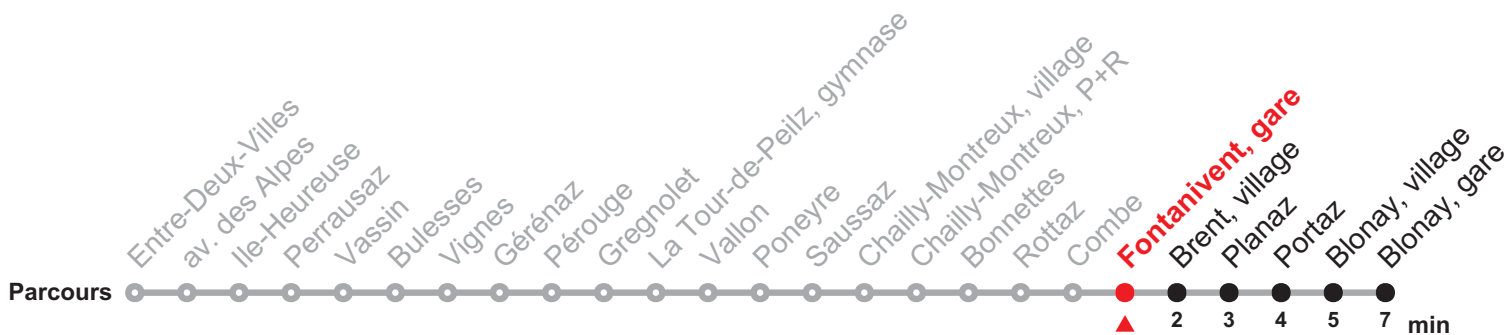 Entre-Deux-Villes
av. des Alpes
Ile-Heureuse
Perrausaz
Vassin
Bulesses
Vignes
Gérénaz
Pérouge
Gregnolet
La Tour-de-Peilz, gymnase
Vallon
Poneyre
Saussaz
Chailly-Montreux, village
Chailly-Montreux, P+R
Bonnettes
Rottaz
Combe
Fontanivent, gare
Brent, village
Planaz
Portaz
Blonay, village
Blonay, gare
Parcours
2 3 4 5 7 min